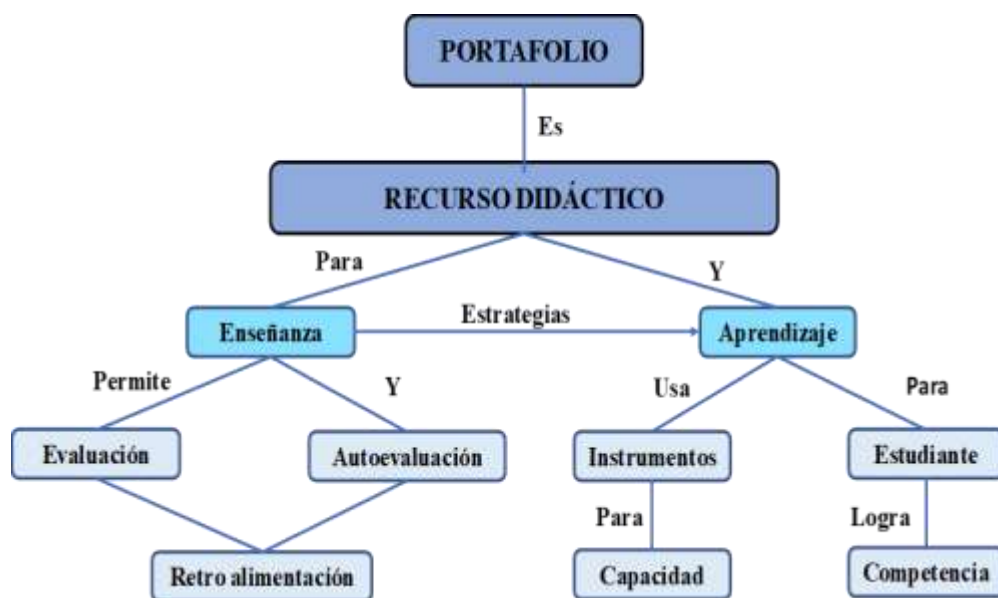 PORTAFOLIO
Es
RECURSO DIDÁCTICO
Para
Y
Enseñanza
Estrategias
Aprendizaje
Permite
Y
Usa
Para
Evaluación
Autoevaluación
Instrumentos
Estudiante
Para
Logra
Retro alimentación
Capacidad
Competencia